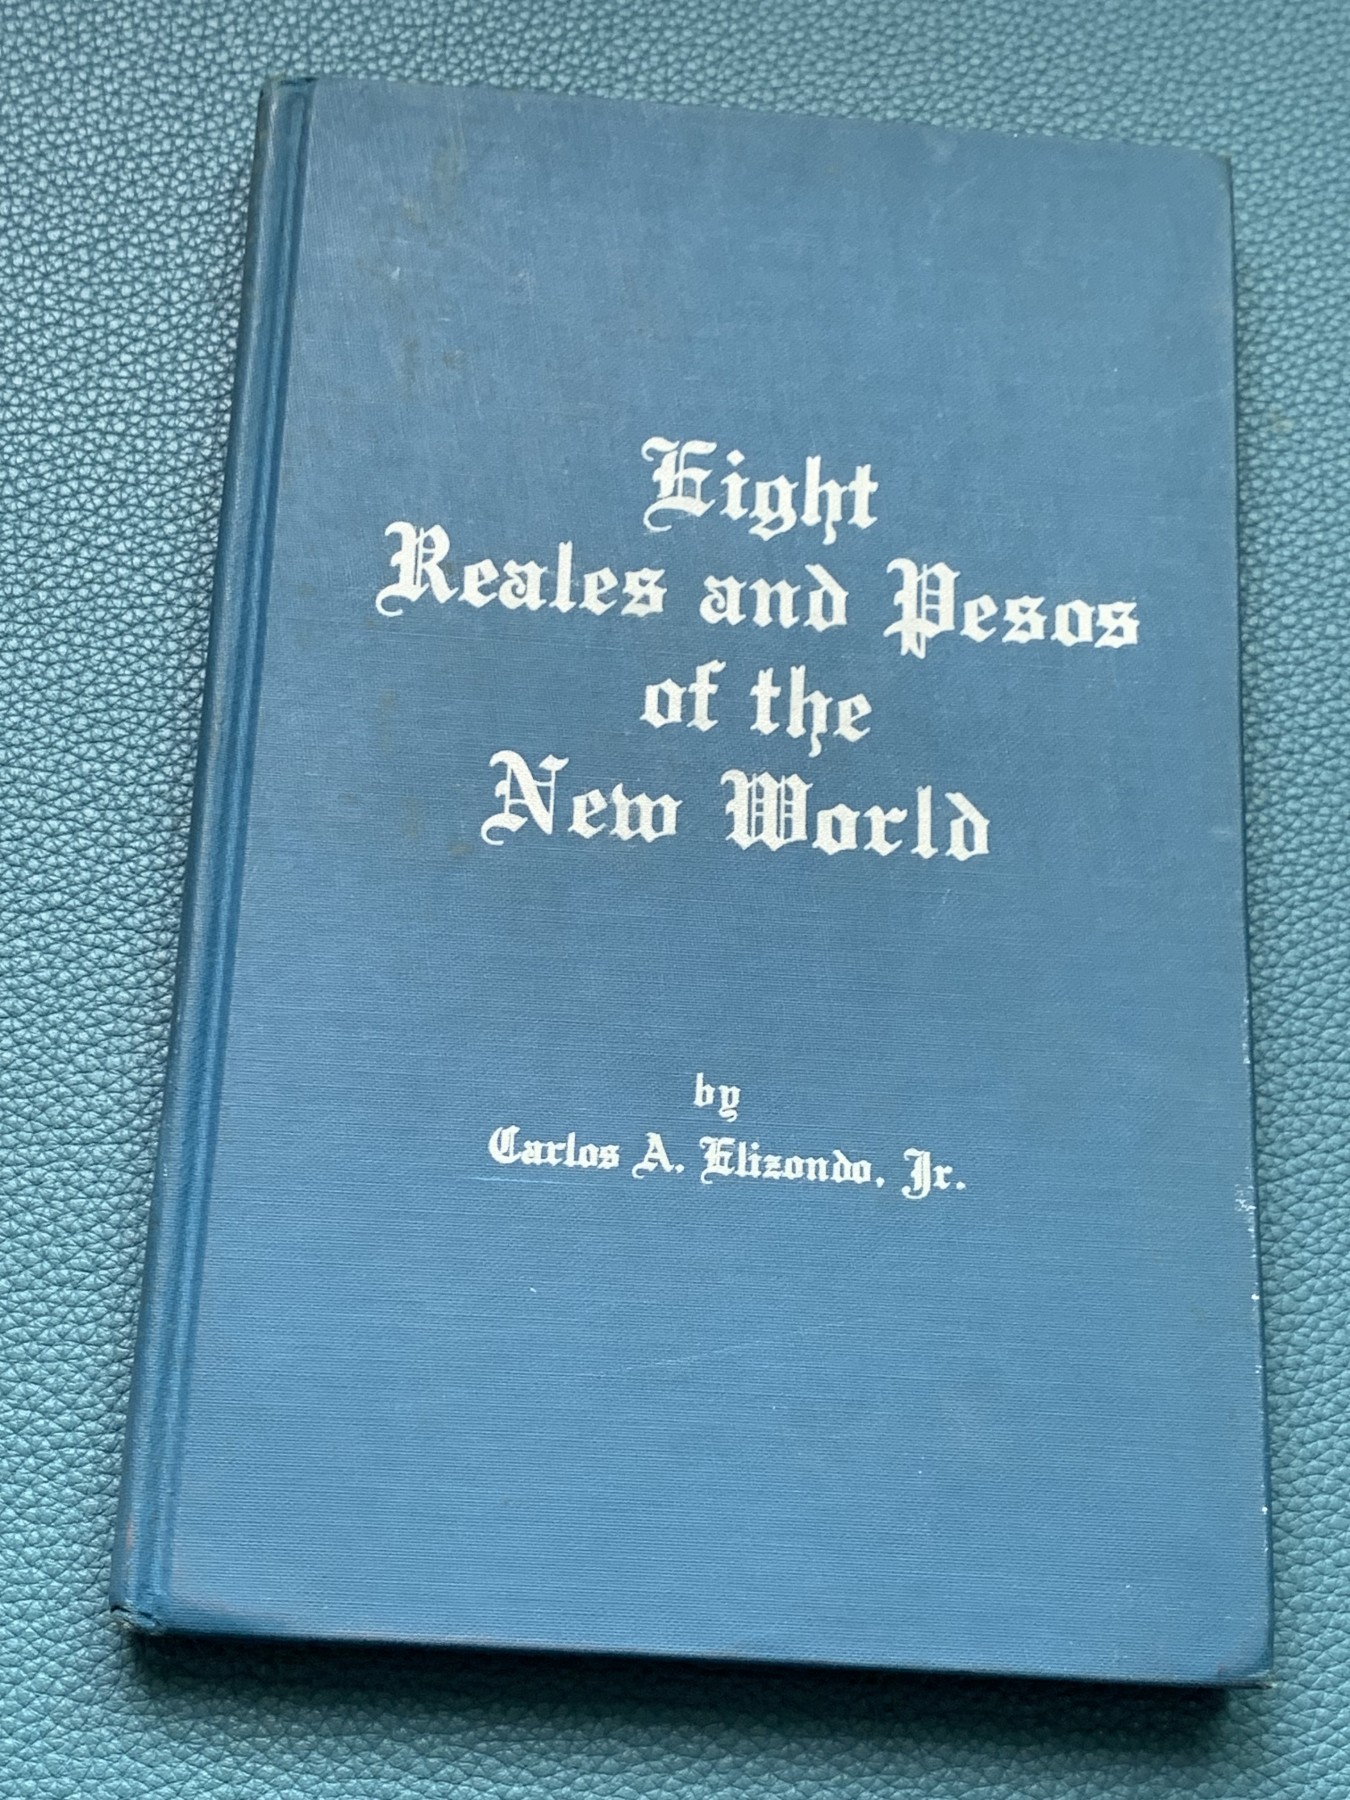 Eight
Reales and Pesos
of the
New World
by
Carlos A. Elizondo, Jr.